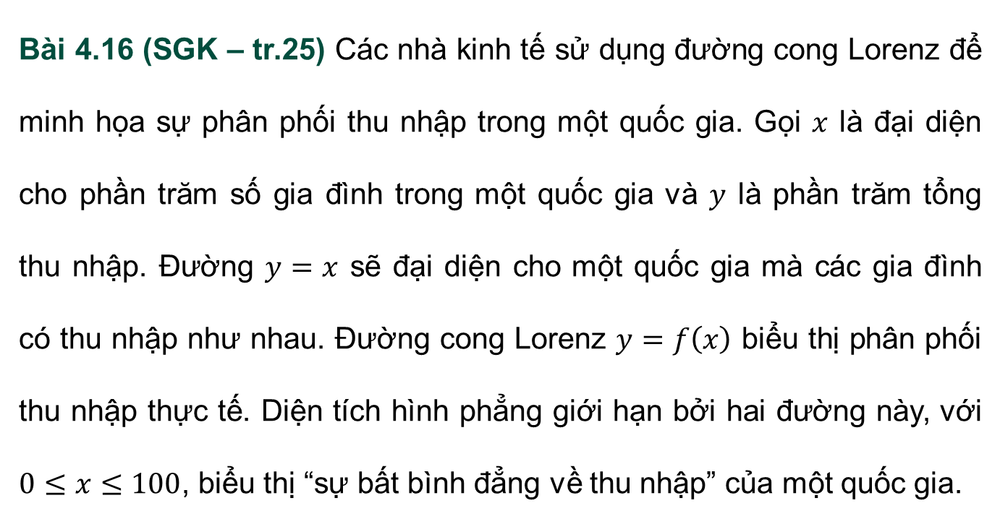 Bài 4.16 (SGK – tr.25) Các nhà kinh tế sử dụng đường cong Lorenz để
minh họa sự phân phối thu nhập trong một quốc gia. Gọi x là đại diện
cho phần trăm số gia đình trong một quốc gia và y là phần trăm tổng
thu nhập. Đường y = x sẽ đại diện cho một quốc gia mà các gia đình
có thu nhập như nhau. Đường cong Lorenz y = f(x) biểu thị phân phối
thu nhập thực tế. Diện tích hình phẳng giới hạn bởi hai đường này, với
0 ≤ x ≤ 100, biểu thị “sự bất bình đẳng về thu nhập” của một quốc gia.